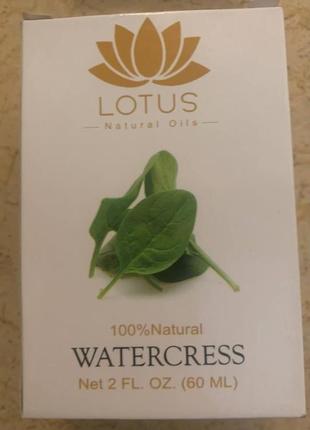 LOTUS
Natural Oils
100%Natural
WATERCRESS
Net 2 FL. OZ. (60 ML)